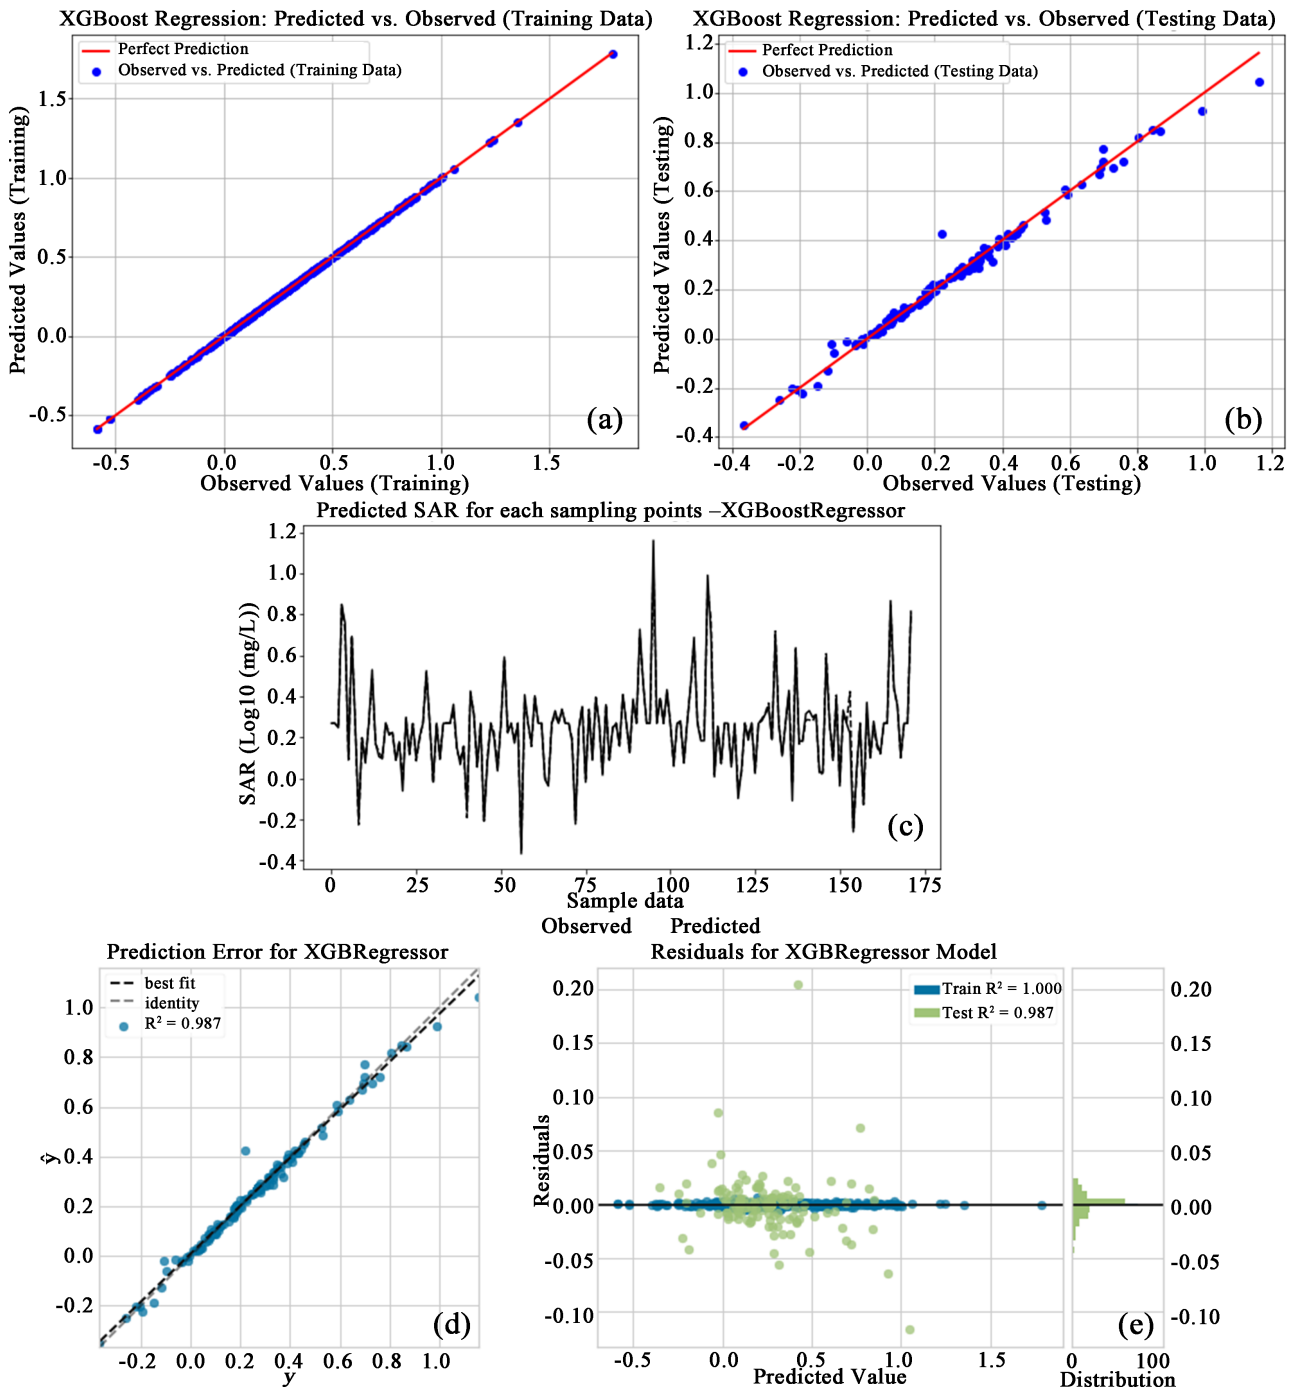 XGBoost Regression: Predicted vs. Observed (Training Data)
Perfect Prediction
Observed vs. Predicted (Training Data)
Predicted Values (Training)
1.5
1.0
0.5
0.0
-0.5
(a)
-0.5 0.0 0.5 1.0 1.5
Observed Values (Training)
XGBoost Regression: Predicted vs. Observed (Testing Data)
Perfect Prediction
Observed vs. Predicted (Testing Data)
Predicted Values (Testing)
1.2
1.0
0.8
0.6
0.4
0.2
0.0
-0.2
-0.4
(b)
-0.4 -0.2 0.0 0.2 0.4 0.6 0.8 1.0 1.2
Observed Values (Testing)
Predicted SAR for each sampling points –XGBoostRegressor
SAR (Log10 (mg/L))
1.2
1.0
0.8
0.6
0.4
0.2
0.0
-0.2
-0.4
(c)
0 25 50 75 100 125 150 175
Sample data
Observed Predicted
Prediction Error for XGBRegressor
best fit
identity
R² = 0.987
ŷ
1.0
0.8
0.6
0.4
0.2
0.0
-0.2
(d)
-0.2 0.0 0.2 0.4 0.6 0.8 1.0
y
Residuals for XGBRegressor Model
Train R² = 1.000
Test R² = 0.987
Residuals
0.20
0.15
0.10
0.05
0.00
-0.05
-0.10
-0.5 0.0 0.5 1.0 1.5
Predicted Value
0.20
0.15
0.10
0.05
0.00
-0.05
-0.10
(e)
0 100
Distribution